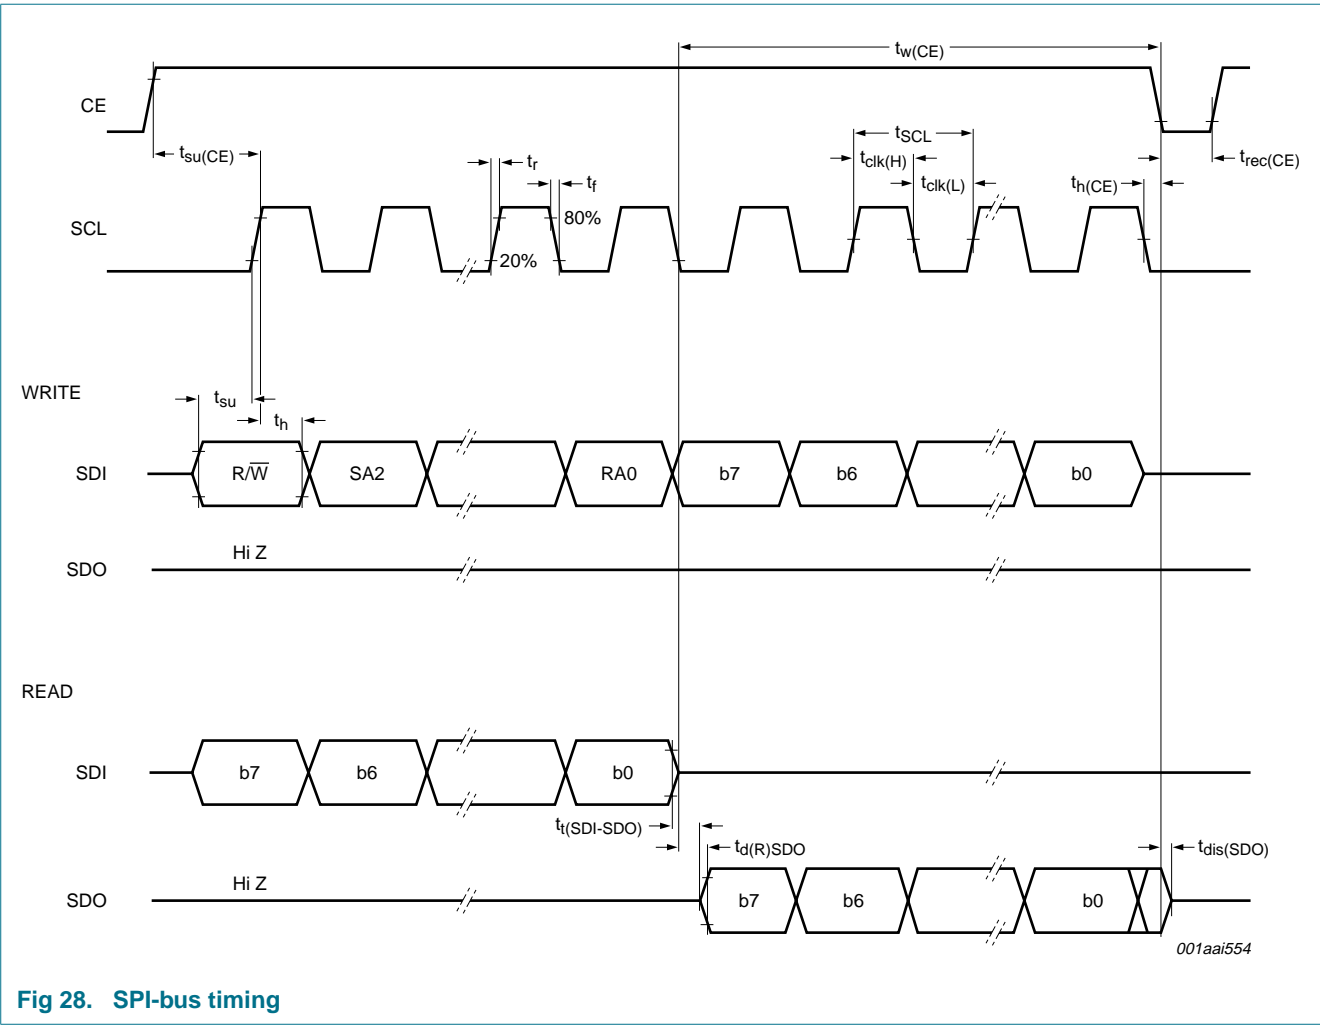 tw(CE)
CE
tSCL
tsu(CE)
tr
tclk(H)
trec(CE)
tf
tclk(L)
th(CE)
SCL
80%
20%
WRITE
tsu
th
SDI
R/W̅
SA2
RA0
b7
b6
b0
Hi Z
SDO
READ
SDI
b7
b6
b0
tt(SDI-SDO)
td(R)SDO
tdis(SDO)
Hi Z
SDO
b7
b6
b0
001aai554
Fig 28. SPI-bus timing